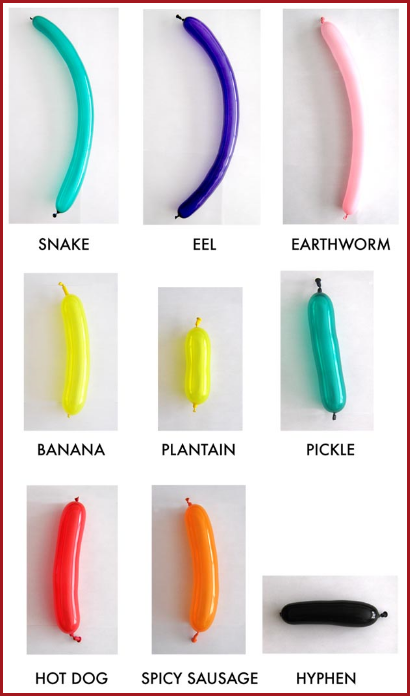 SNAKE
EEL
EARTHWORM
BANANA
PLANTAIN
PICKLE
HOT DOG
SPICY SAUSAGE
HYPHEN